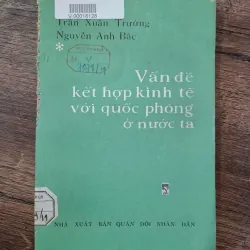 V-D0018128
Trần Xuân Trường
Nguyễn Anh Bắc
*
V
Vấn đề
kết hợp kinh tế
với quốc phòng
ở nước ta
NHÀ XUẤT BẢN QUÂN ĐỘI NHÂN DÂN